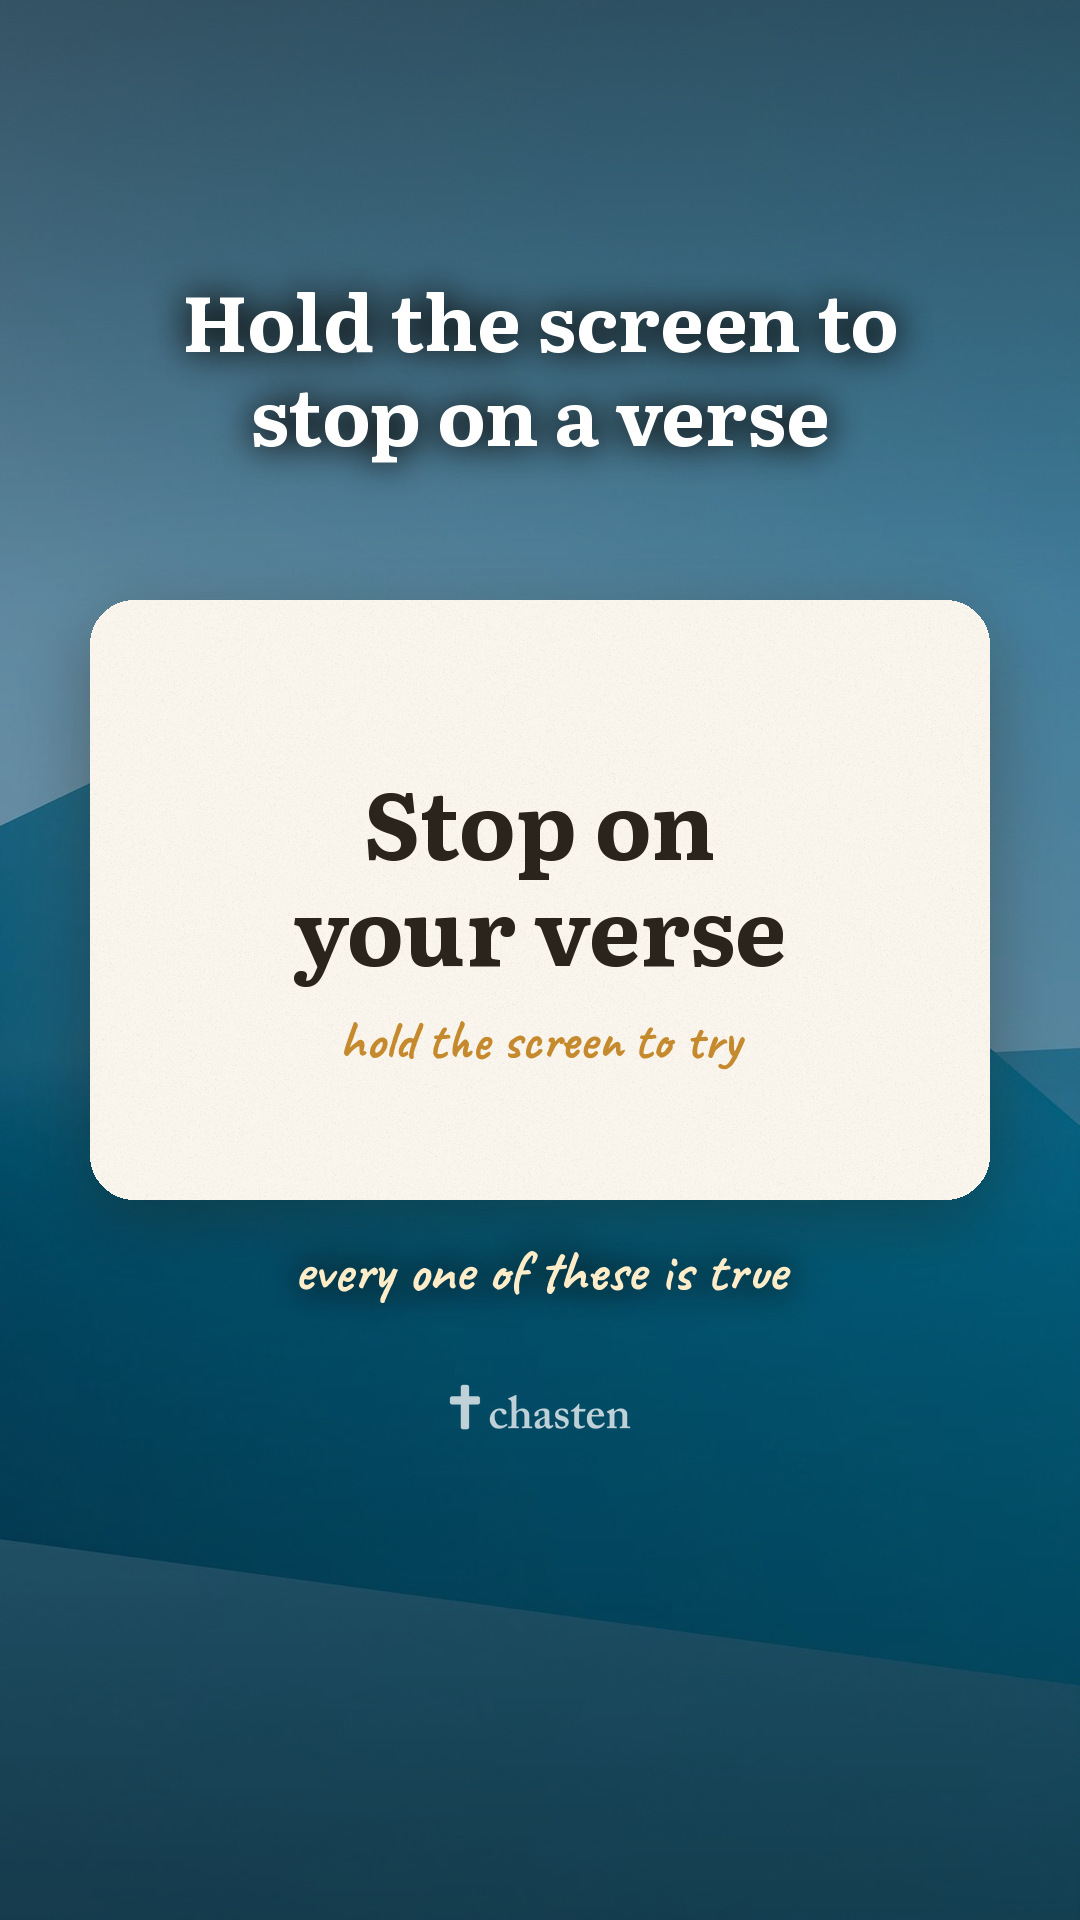 Hold the screen to
stop on a verse
Stop on
your verse
hold the screen to try
every one of these is true
chasten